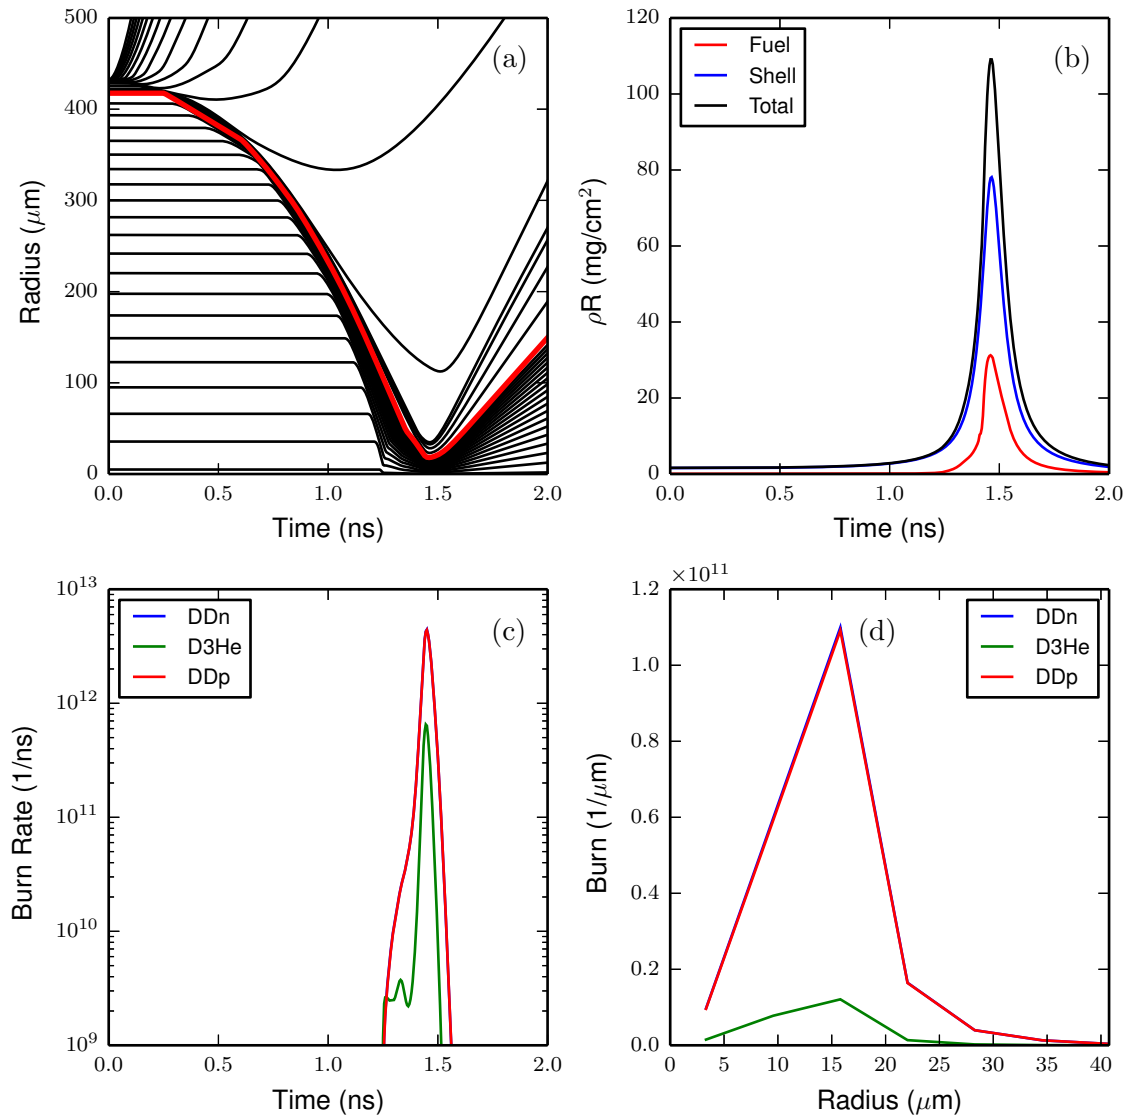 500
400
300
200
100
0
0.0 0.5 1.0 1.5 2.0
Radius (μm)
Time (ns)
(a)
120
100
80
60
40
20
0
0.0 0.5 1.0 1.5 2.0
ρR (mg/cm²)
Time (ns)
Fuel
Shell
Total
(b)
10¹³
10¹²
10¹¹
10¹⁰
10⁹
0.0 0.5 1.0 1.5 2.0
Burn Rate (1/ns)
Time (ns)
DDn
D3He
DDp
(c)
×10¹¹
1.2
1.0
0.8
0.6
0.4
0.2
0.0
0 5 10 15 20 25 30 35 40
Burn (1/μm)
Radius (μm)
(d)
DDn
D3He
DDp